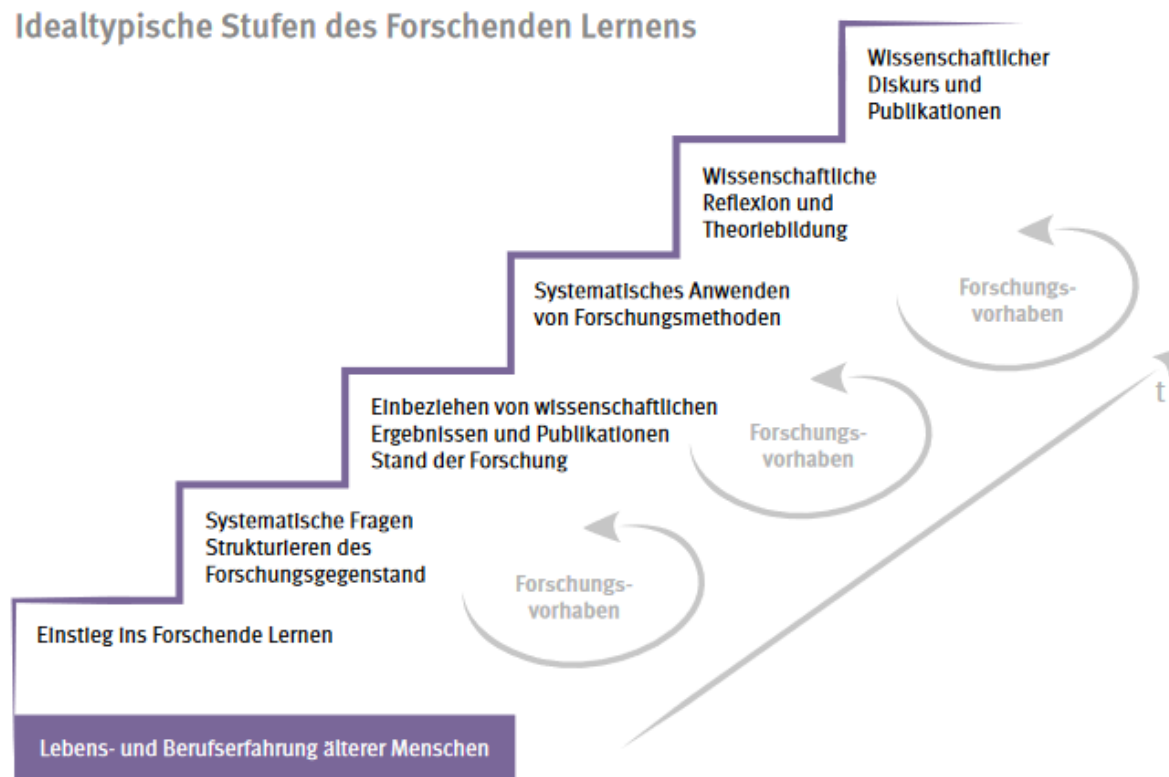 Idealtypische Stufen des Forschenden Lernens
Wissenschaftlicher
Diskurs und
Publikationen
Wissenschaftliche
Reflexion und
Theoriebildung
Systematisches Anwenden
von Forschungsmethoden
Einbeziehen von wissenschaftlichen
Ergebnissen und Publikationen
Stand der Forschung
Systematische Fragen
Strukturieren des
Forschungsgegenstand
Einstieg ins Forschende Lernen
Lebens- und Berufserfahrung älterer Menschen
Forschungs-
vorhaben
Forschungs-
vorhaben
Forschungs-
vorhaben
t